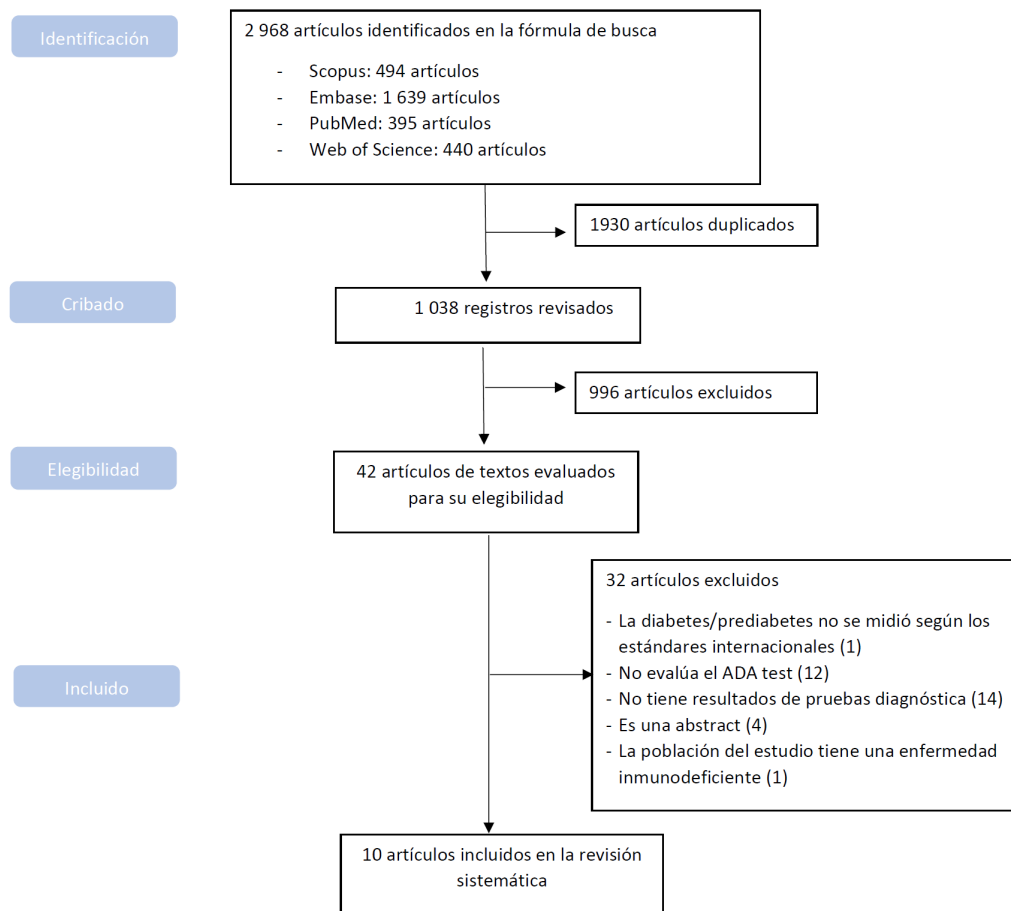 Identificación
2 968 artículos identificados en la fórmula de busca
- Scopus: 494 artículos
- Embase: 1 639 artículos
- PubMed: 395 artículos
- Web of Science: 440 artículos
1930 artículos duplicados
Cribado
1 038 registros revisados
996 artículos excluidos
Elegibilidad
42 artículos de textos evaluados
para su elegibilidad
32 artículos excluidos
- La diabetes/prediabetes no se midió según los
estándares internacionales (1)
- No evalúa el ADA test (12)
- No tiene resultados de pruebas diagnóstica (14)
- Es una abstract (4)
- La población del estudio tiene una enfermedad
inmunodeficiente (1)
Incluido
10 artículos incluidos en la revisión
sistemática